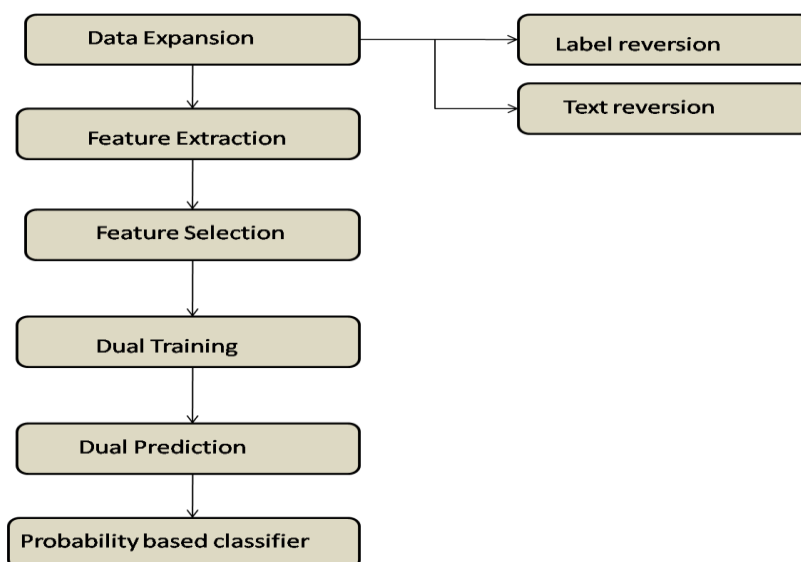 Data Expansion
Label reversion
Text reversion
Feature Extraction
Feature Selection
Dual Training
Dual Prediction
Probability based classifier